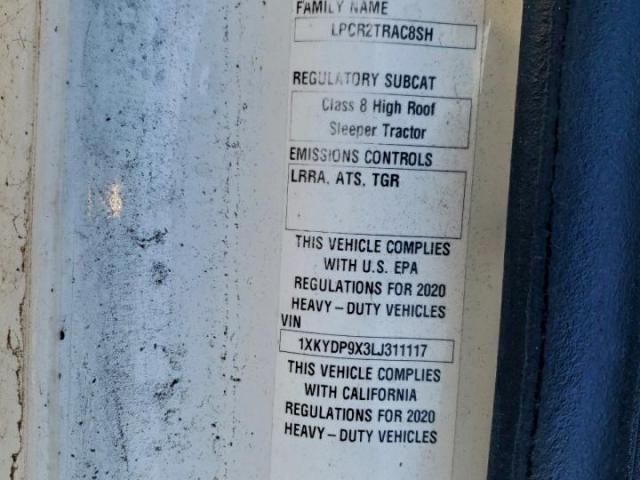 FAMILY NAME
LPCR2TRAC8SH
REGULATORY SUBCAT
Class 8 High Roof
Sleeper Tractor
EMISSIONS CONTROLS
LRRA, ATS, TGR
THIS VEHICLE COMPLIES
WITH U.S. EPA
REGULATIONS FOR 2020
HEAVY-DUTY VEHICLES
VIN
1XKYDP9X3LJ311117
THIS VEHICLE COMPLIES
WITH CALIFORNIA
REGULATIONS FOR 2020
HEAVY-DUTY VEHICLES